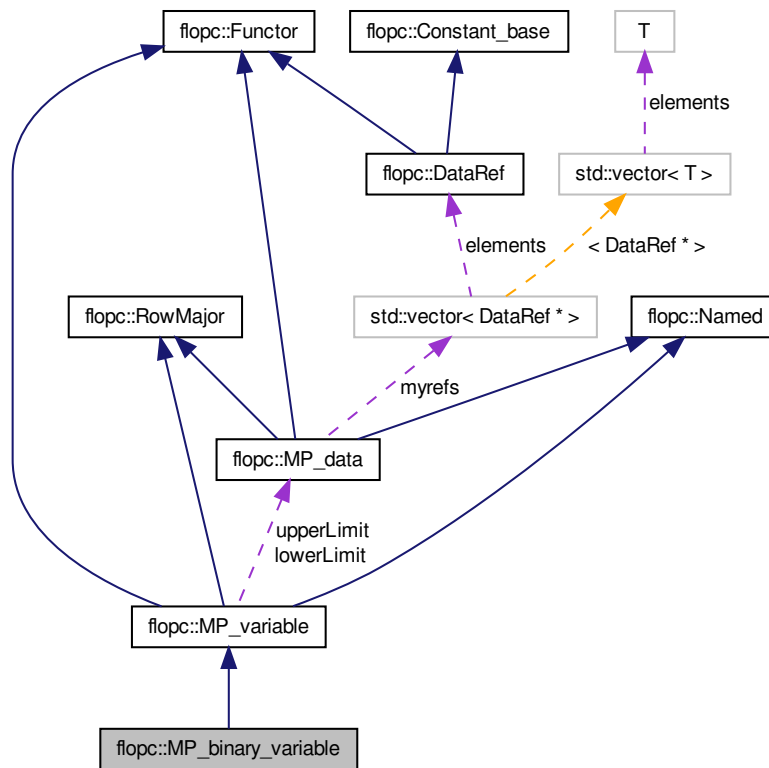 flopc::Functor
flopc::Constant_base
T
elements
flopc::DataRef
std::vector< T >
elements
< DataRef * >
flopc::RowMajor
std::vector< DataRef * >
flopc::Named
myrefs
flopc::MP_data
upperLimit
lowerLimit
flopc::MP_variable
flopc::MP_binary_variable